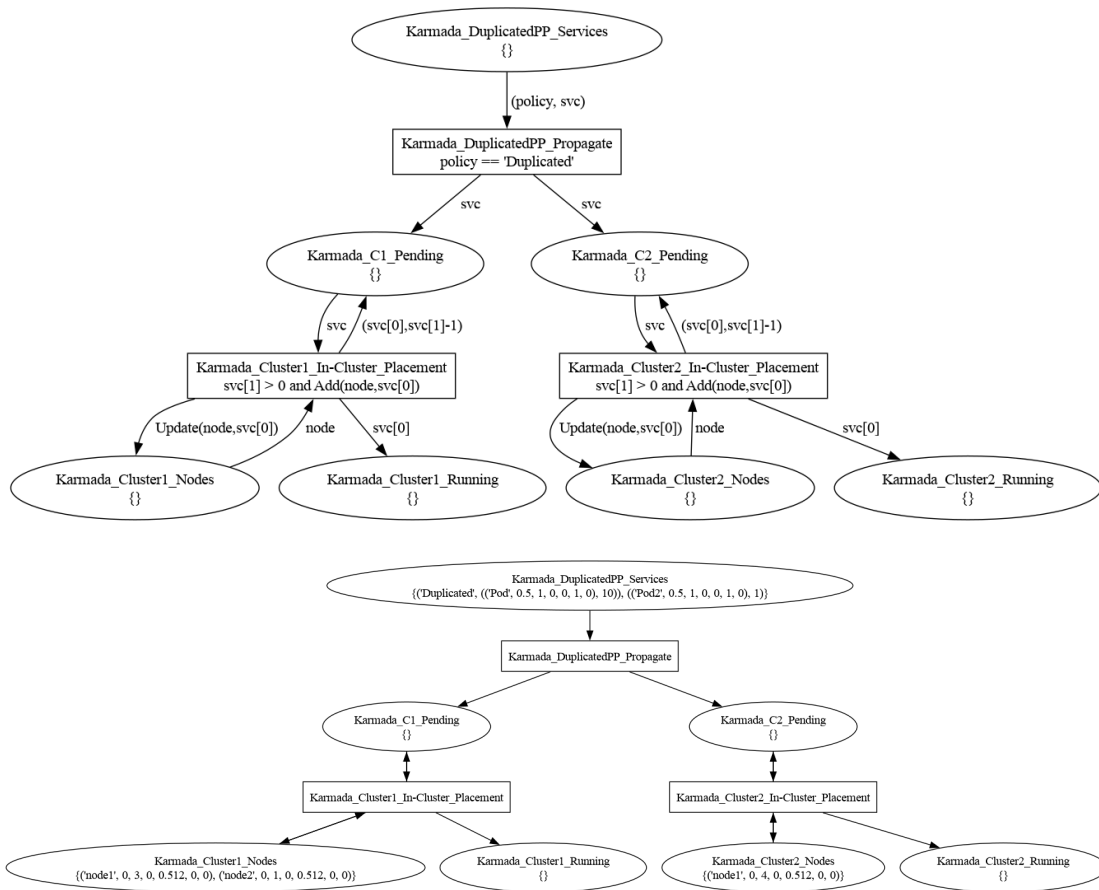 Karmada_DuplicatedPP_Services
{}
(policy, svc)
Karmada_DuplicatedPP_Propagate
policy == 'Duplicated'
svc
svc
Karmada_C1_Pending
{}
Karmada_C2_Pending
{}
svc
(svc[0],svc[1]-1)
svc
(svc[0],svc[1]-1)
Karmada_Cluster1_In-Cluster_Placement
svc[1] > 0 and Add(node,svc[0])
Karmada_Cluster2_In-Cluster_Placement
svc[1] > 0 and Add(node,svc[0])
Update(node,svc[0])
node
svc[0]
Update(node,svc[0])
node
svc[0]
Karmada_Cluster1_Nodes
{}
Karmada_Cluster1_Running
{}
Karmada_Cluster2_Nodes
{}
Karmada_Cluster2_Running
{}
Karmada_DuplicatedPP_Services
{('Duplicated', (('Pod', 0.5, 1, 0, 0, 1, 0), 10)), (('Pod2', 0.5, 1, 0, 0, 1, 0), 1)}
Karmada_DuplicatedPP_Propagate
Karmada_C1_Pending
{}
Karmada_C2_Pending
{}
Karmada_Cluster1_In-Cluster_Placement
Karmada_Cluster2_In-Cluster_Placement
Karmada_Cluster1_Nodes
{('node1', 0, 3, 0, 0.512, 0, 0), ('node2', 0, 1, 0, 0.512, 0, 0)}
Karmada_Cluster1_Running
{}
Karmada_Cluster2_Nodes
{('node1', 0, 4, 0, 0.512, 0, 0)}
Karmada_Cluster2_Running
{}